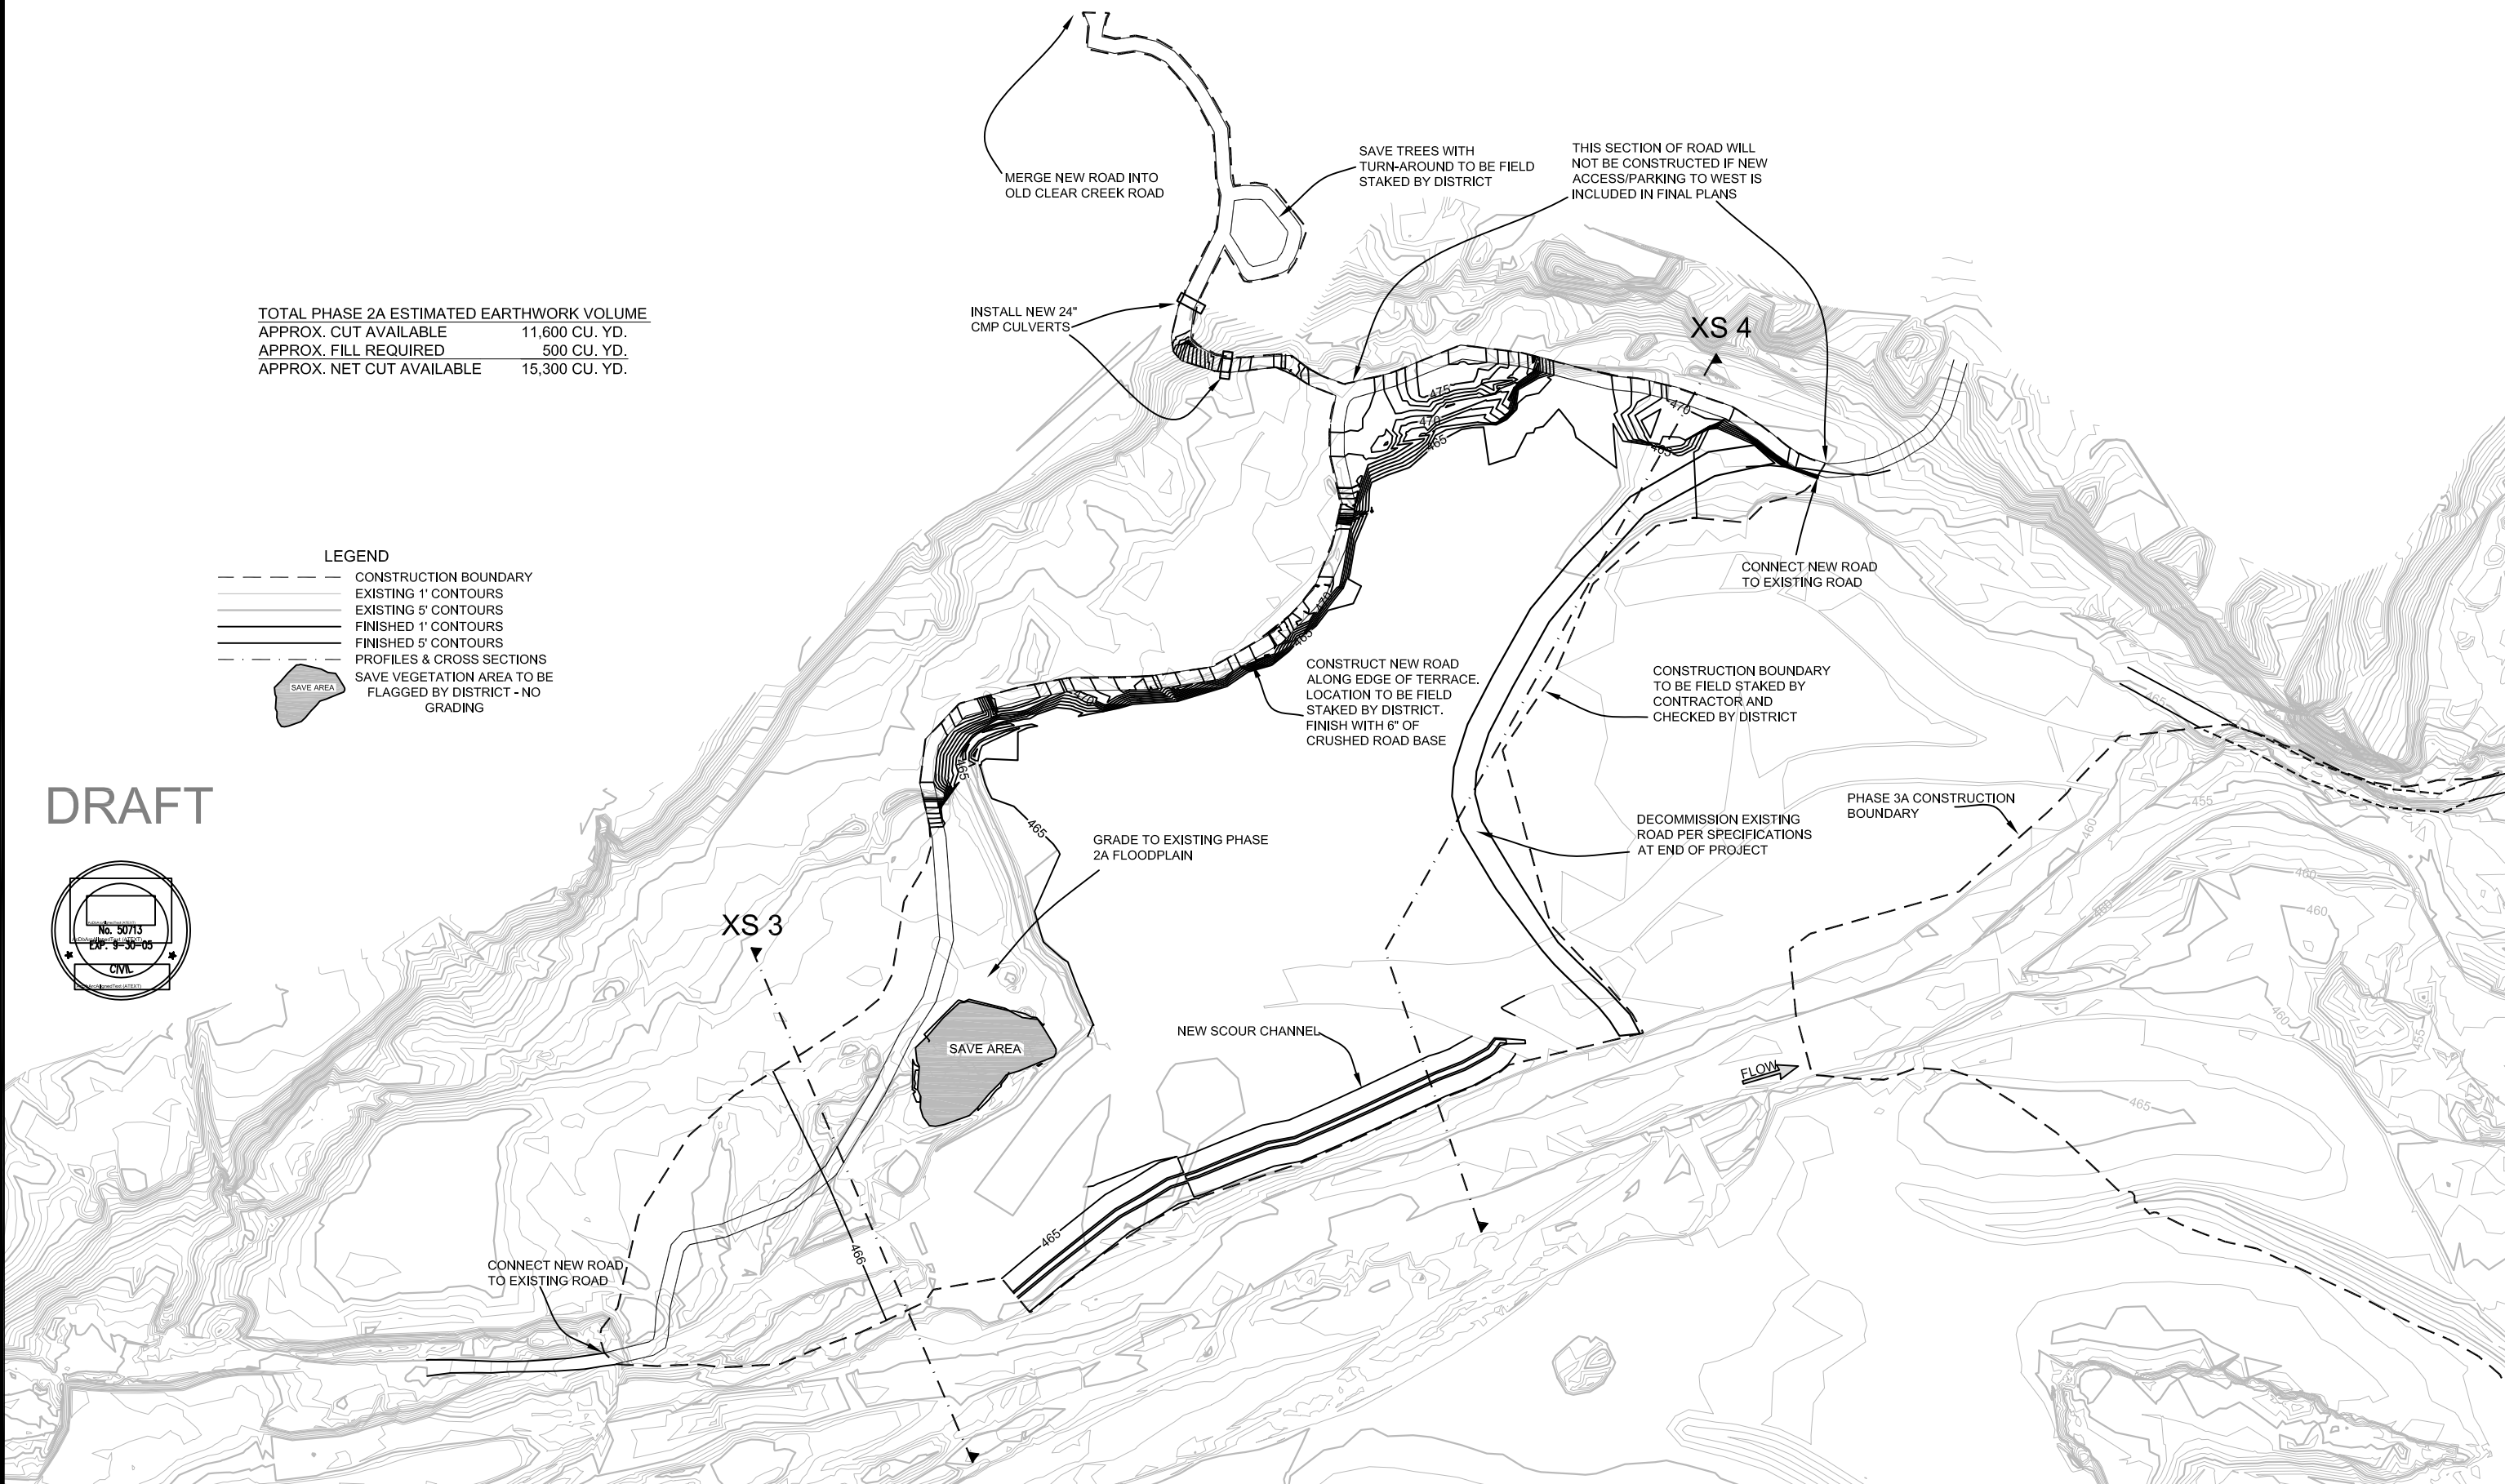 MERGE NEW ROAD INTO
OLD CLEAR CREEK ROAD
SAVE TREES WITH
TURN-AROUND TO BE FIELD
STAKED BY DISTRICT
THIS SECTION OF ROAD WILL
NOT BE CONSTRUCTED IF NEW
ACCESS/PARKING TO WEST IS
INCLUDED IN FINAL PLANS
TOTAL PHASE 2A ESTIMATED EARTHWORK VOLUME
APPROX. CUT AVAILABLE 11,600 CU. YD.
APPROX. FILL REQUIRED 500 CU. YD.
APPROX. NET CUT AVAILABLE 15,300 CU. YD.
INSTALL NEW 24"
CMP CULVERTS
XS 4
475
470
465
470
465
LEGEND
CONSTRUCTION BOUNDARY
EXISTING 1' CONTOURS
EXISTING 5' CONTOURS
FINISHED 1' CONTOURS
FINISHED 5' CONTOURS
PROFILES & CROSS SECTIONS
SAVE AREA
SAVE VEGETATION AREA TO BE
FLAGGED BY DISTRICT - NO
GRADING
CONNECT NEW ROAD
TO EXISTING ROAD
470
465
CONSTRUCT NEW ROAD
ALONG EDGE OF TERRACE.
LOCATION TO BE FIELD
STAKED BY DISTRICT.
FINISH WITH 6" OF
CRUSHED ROAD BASE
CONSTRUCTION BOUNDARY
TO BE FIELD STAKED BY
CONTRACTOR AND
CHECKED BY DISTRICT
465
DRAFT
465
465
GRADE TO EXISTING PHASE
2A FLOODPLAIN
DECOMMISSION EXISTING
ROAD PER SPECIFICATIONS
AT END OF PROJECT
PHASE 3A CONSTRUCTION
BOUNDARY
455
460
460
460
460
460
455
No. 50713
EXP. 9-30-05
CIVIL
XS 3
SAVE AREA
NEW SCOUR CHANNEL
FLOW
465
465
466
CONNECT NEW ROAD
TO EXISTING ROAD